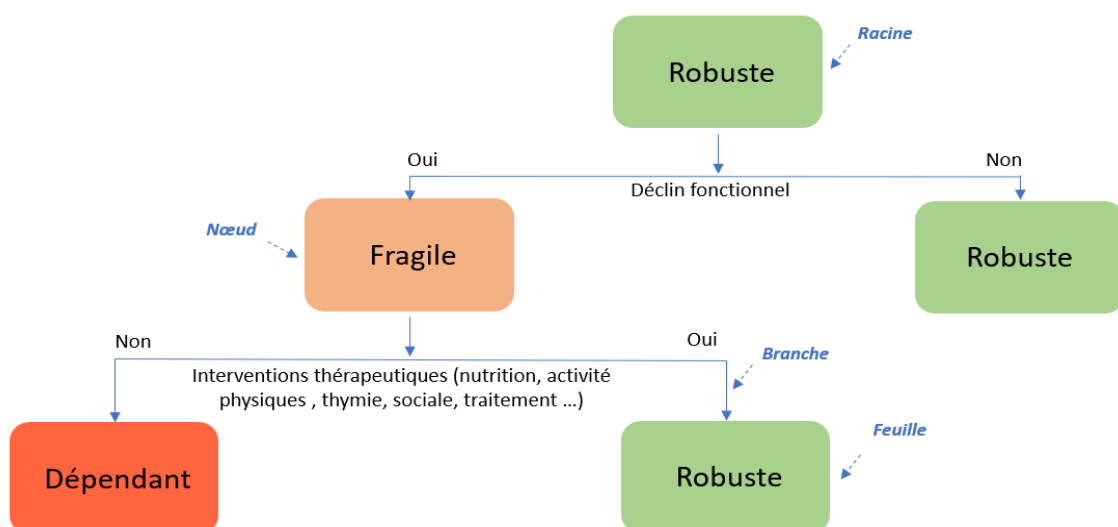 Racine
Robuste
Oui
Non
Déclin fonctionnel
Nœud
Fragile
Robuste
Non
Oui
Branche
Interventions thérapeutiques (nutrition, activité
physiques , thymie, sociale, traitement ...)
Feuille
Dépendant
Robuste